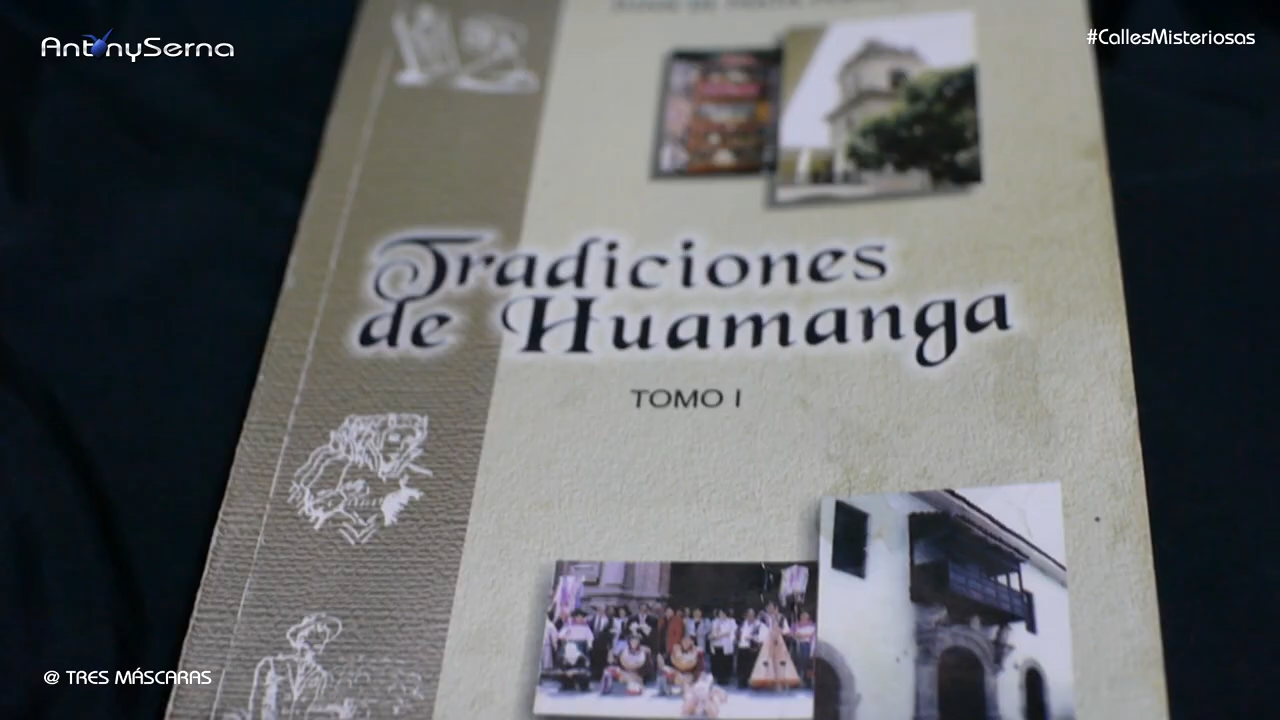 AntonySerna
#CallesMisteriosas
Tradiciones
de Huamanga
TOMO I
@ TRES MÁSCARAS